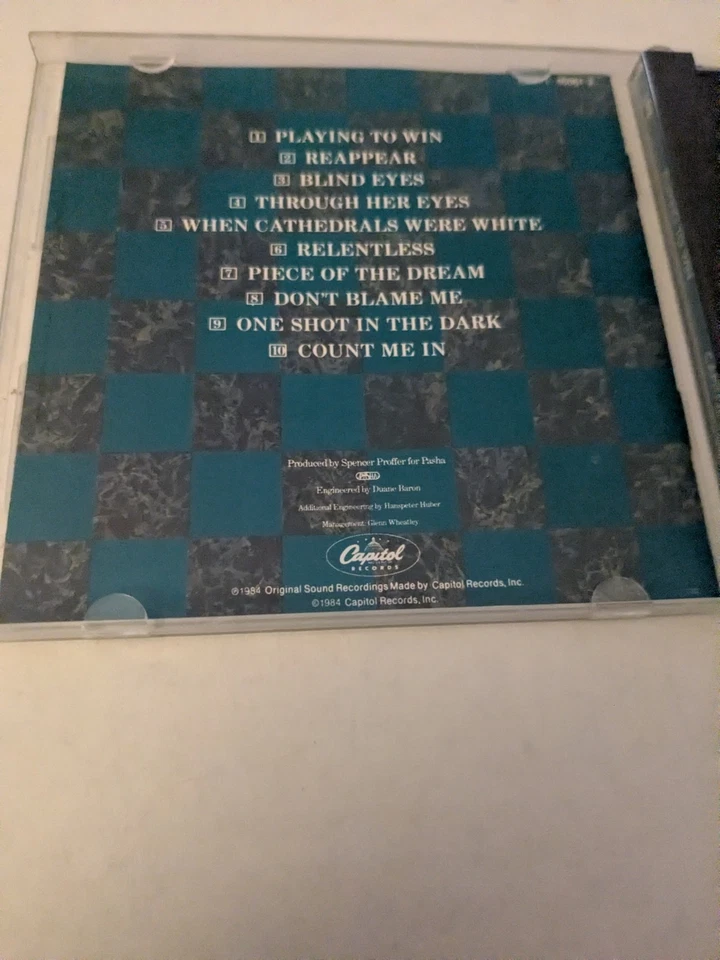 1 PLAYING TO WIN
2 REAPPEAR
3 BLIND EYES
4 THROUGH HER EYES
5 WHEN CATHEDRALS WERE WHITE
6 RELENTLESS
7 PIECE OF THE DREAM
8 DON'T BLAME ME
9 ONE SHOT IN THE DARK
10 COUNT ME IN
Produced by Spencer Proffer for Pasha
Engineered by Duane Baron
Additional Engineering by Hanspeter Huber
Management: Glenn Wheatley
Capitol
RECORDS
℗1984 Original Sound Recordings Made by Capitol Records, Inc.
©1984 Capitol Records, Inc.